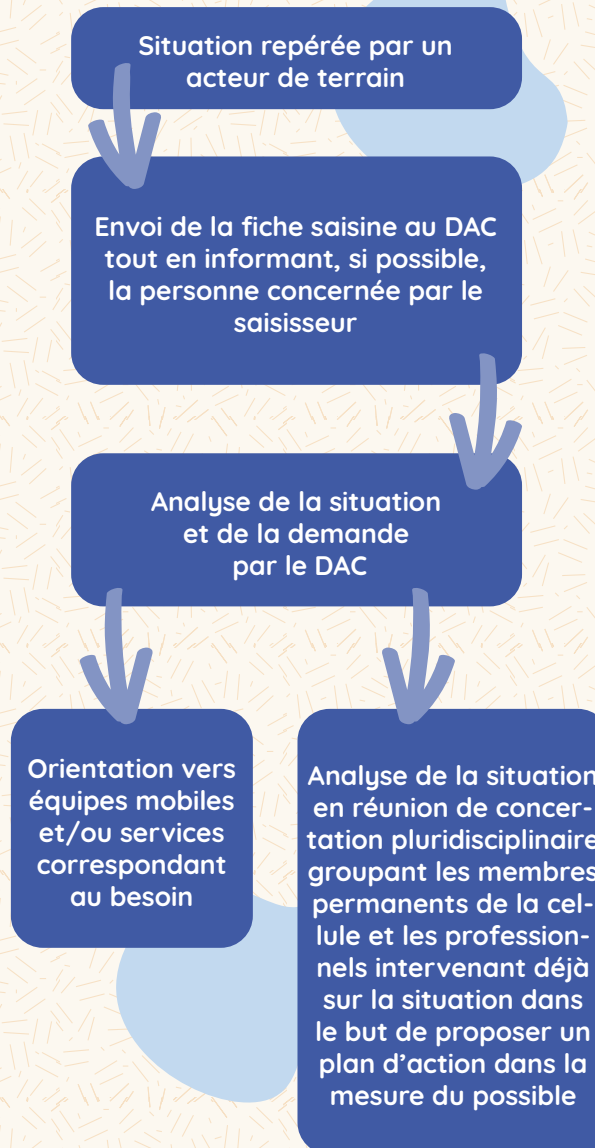 Situation repérée par un
acteur de terrain
Envoi de la fiche saisine au DAC
tout en informant, si possible,
la personne concernée par le
saisisseur
Analyse de la situation
et de la demande
par le DAC
Orientation vers
équipes mobiles
et/ou services
correspondant
au besoin
Analyse de la situation
en réunion de concer-
tation pluridisciplinaire
groupant les membres
permanents de la cel-
lule et les profession-
nels intervenant déjà
sur la situation dans
le but de proposer un
plan d’action dans la
mesure du possible